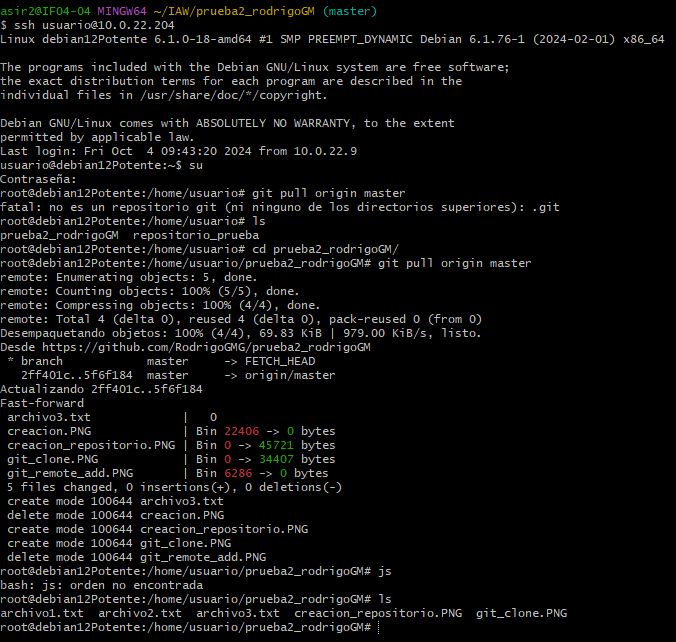 asir2@IF04-04 MINGW64 ~/IAW/prueba2_rodrigoGM (master)
$ ssh usuario@10.0.22.204
Linux debian12Potente 6.1.0-18-amd64 #1 SMP PREEMPT_DYNAMIC Debian 6.1.76-1 (2024-02-01) x86_64

The programs included with the Debian GNU/Linux system are free software;
the exact distribution terms for each program are described in the
individual files in /usr/share/doc/*/copyright.

Debian GNU/Linux comes with ABSOLUTELY NO WARRANTY, to the extent
permitted by applicable law.
Last login: Fri Oct  4 09:43:20 2024 from 10.0.22.9
usuario@debian12Potente:~$ su
Contraseña:
root@debian12Potente:/home/usuario# git pull origin master
fatal: no es un repositorio git (ni ninguno de los directorios superiores): .git
root@debian12Potente:/home/usuario# ls
prueba2_rodrigoGM  repositorio_prueba
root@debian12Potente:/home/usuario# cd prueba2_rodrigoGM/
root@debian12Potente:/home/usuario/prueba2_rodrigoGM# git pull origin master
remote: Enumerating objects: 5, done.
remote: Counting objects: 100% (5/5), done.
remote: Compressing objects: 100% (4/4), done.
remote: Total 4 (delta 0), reused 4 (delta 0), pack-reused 0 (from 0)
Desempaquetando objetos: 100% (4/4), 69.83 KiB | 979.00 KiB/s, listo.
Desde https://github.com/RodrigoGMG/prueba2_rodrigoGM
 * branch            master     -> FETCH_HEAD
   2ff401c..5f6f184  master     -> origin/master
Actualizando 2ff401c..5f6f184
Fast-forward
 archivo3.txt             |   0
 creacion.PNG             | Bin 22406 -> 0 bytes
 creacion_repositorio.PNG | Bin 0 -> 45721 bytes
 git_clone.PNG            | Bin 0 -> 34407 bytes
 git_remote_add.PNG       | Bin 6286 -> 0 bytes
 5 files changed, 0 insertions(+), 0 deletions(-)
 create mode 100644 archivo3.txt
 delete mode 100644 creacion.PNG
 create mode 100644 creacion_repositorio.PNG
 create mode 100644 git_clone.PNG
 delete mode 100644 git_remote_add.PNG
root@debian12Potente:/home/usuario/prueba2_rodrigoGM# js
bash: js: orden no encontrada
root@debian12Potente:/home/usuario/prueba2_rodrigoGM# ls
archivo1.txt  archivo2.txt  archivo3.txt  creacion_repositorio.PNG  git_clone.PNG
root@debian12Potente:/home/usuario/prueba2_rodrigoGM#